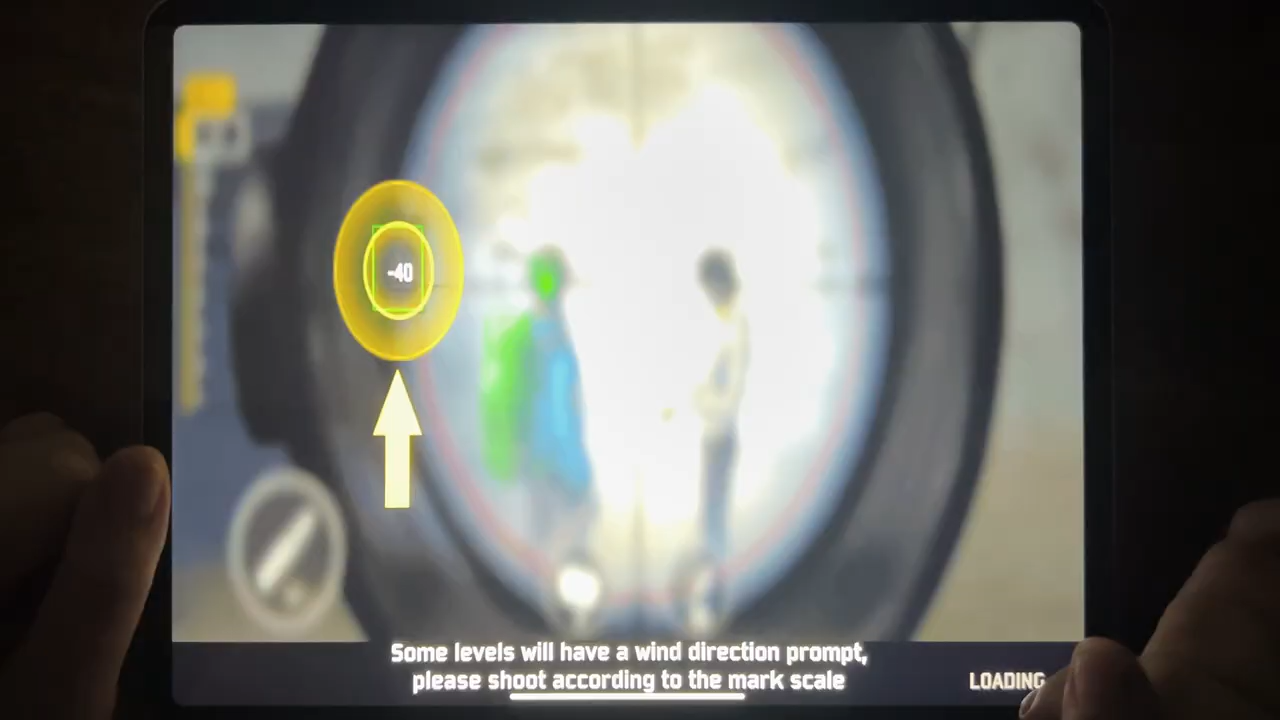 -40
Some levels will have a wind direction prompt,
please shoot according to the mark scale
LOADING